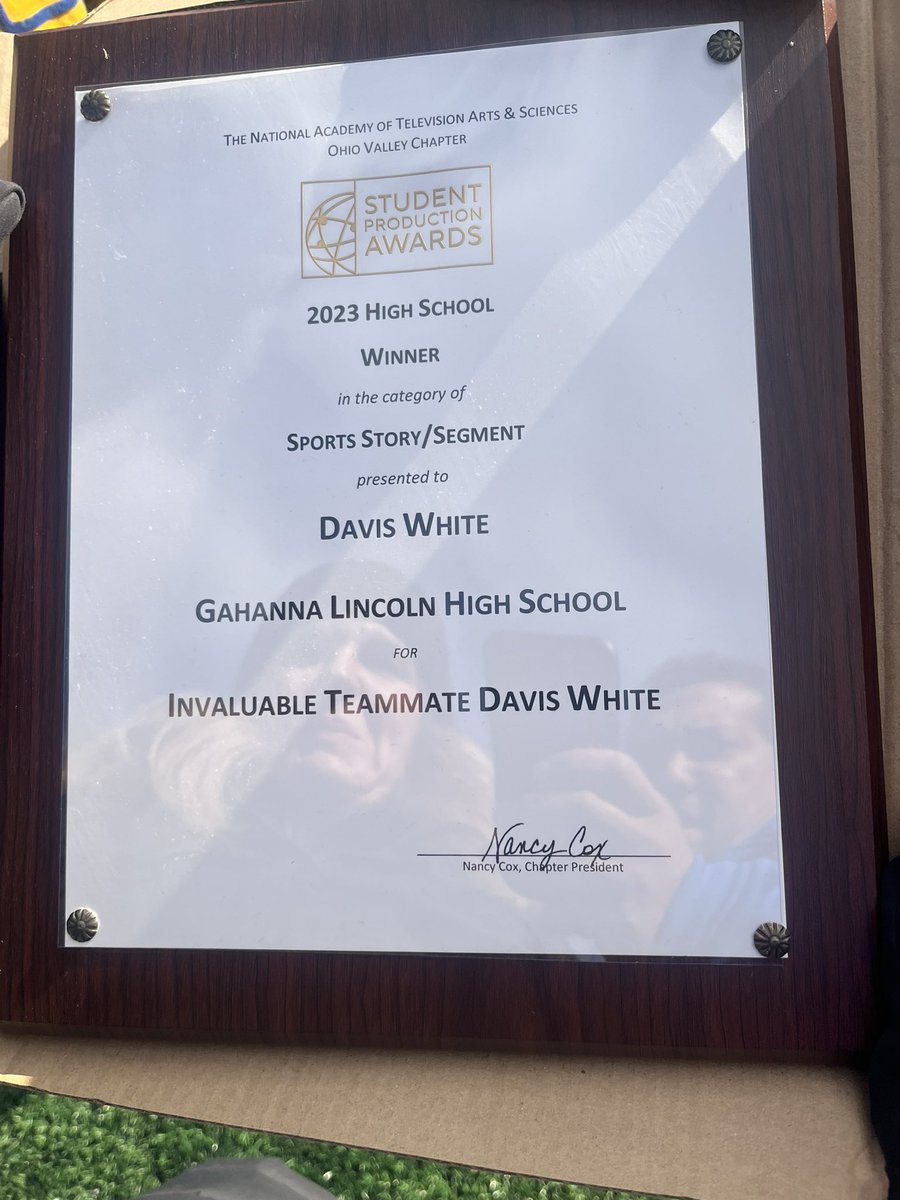 The National Academy of Television Arts & Sciences
Ohio Valley Chapter
STUDENT
PRODUCTION
AWARDS
2023 High School
Winner
in the category of
Sports Story/Segment
presented to
Davis White
Gahanna Lincoln High School
FOR
Invaluable Teammate Davis White
Nancy Cox
Nancy Cox, Chapter President